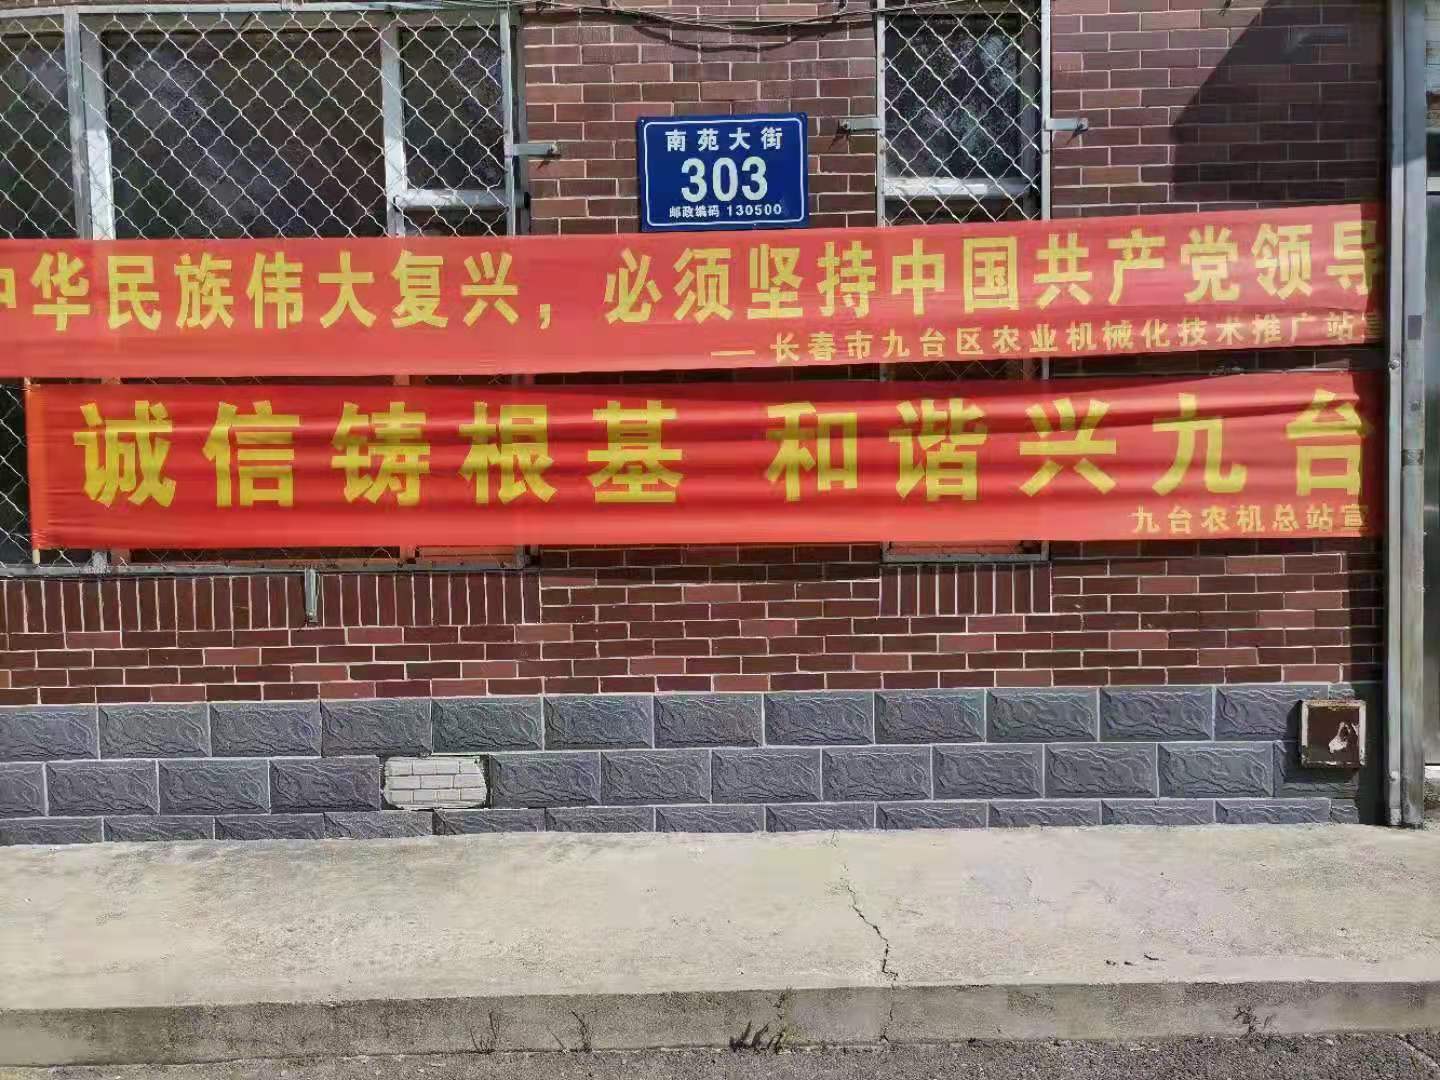 南苑大街
303
邮政编码 130500
中华民族伟大复兴，必须坚持中国共产党领导
— 长春市九台区农业机械化技术推广站宣
诚信铸根基 和谐兴九台
九台农机总站宣